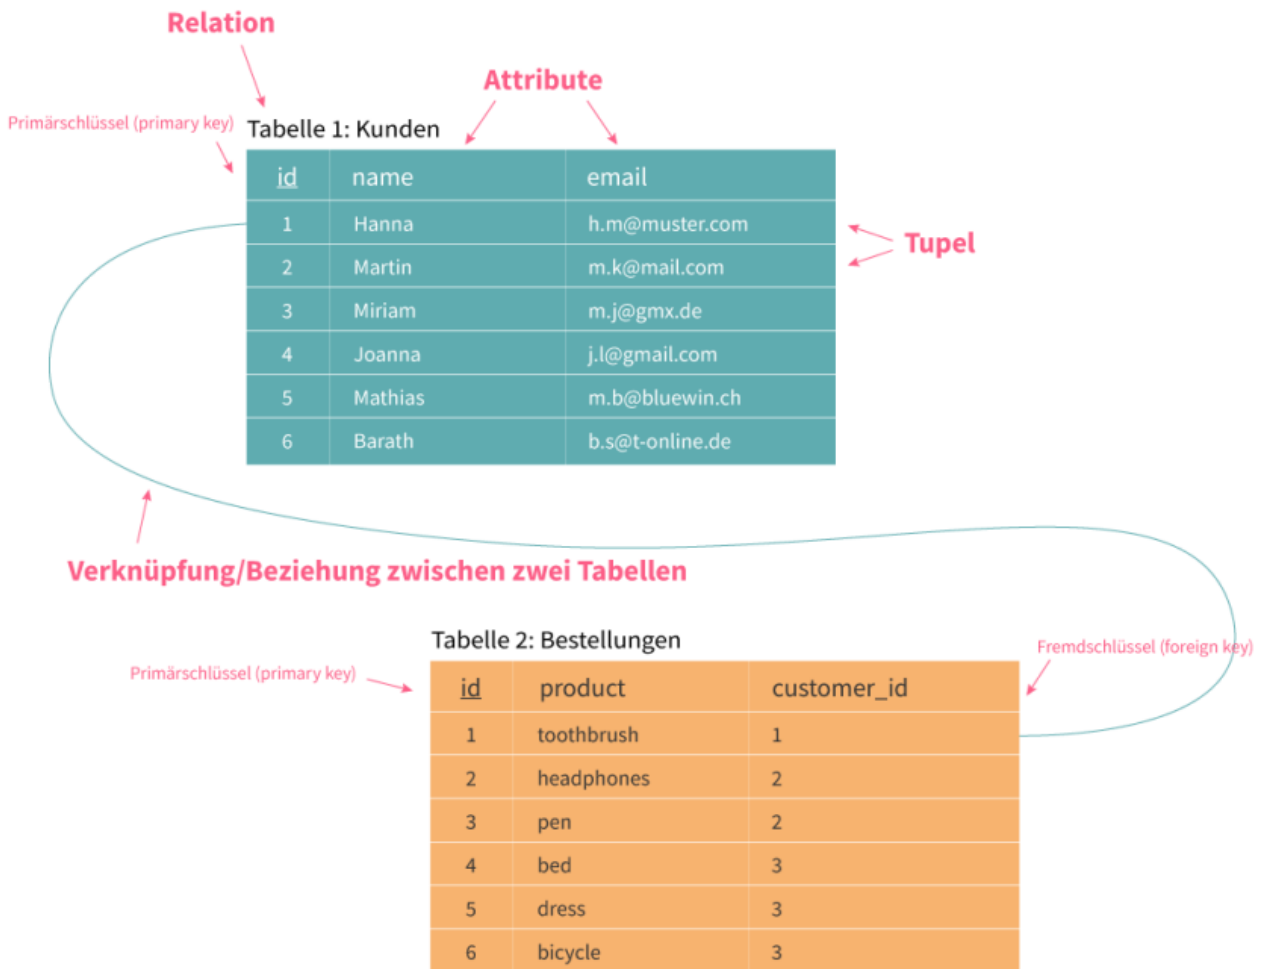 Relation
Attribute
Primärschlüssel (primary key)
Tabelle 1: Kunden
id name email
1 Hanna h.m@muster.com
Tupel
2 Martin m.k@mail.com
3 Miriam m.j@gmx.de
4 Joanna j.l@gmail.com
5 Mathias m.b@bluewin.ch
6 Barath b.s@t-online.de
Verknüpfung/Beziehung zwischen zwei Tabellen
Tabelle 2: Bestellungen
Fremdschlüssel (foreign key)
Primärschlüssel (primary key)
id product customer_id
1 toothbrush 1
2 headphones 2
3 pen 2
4 bed 3
5 dress 3
6 bicycle 3